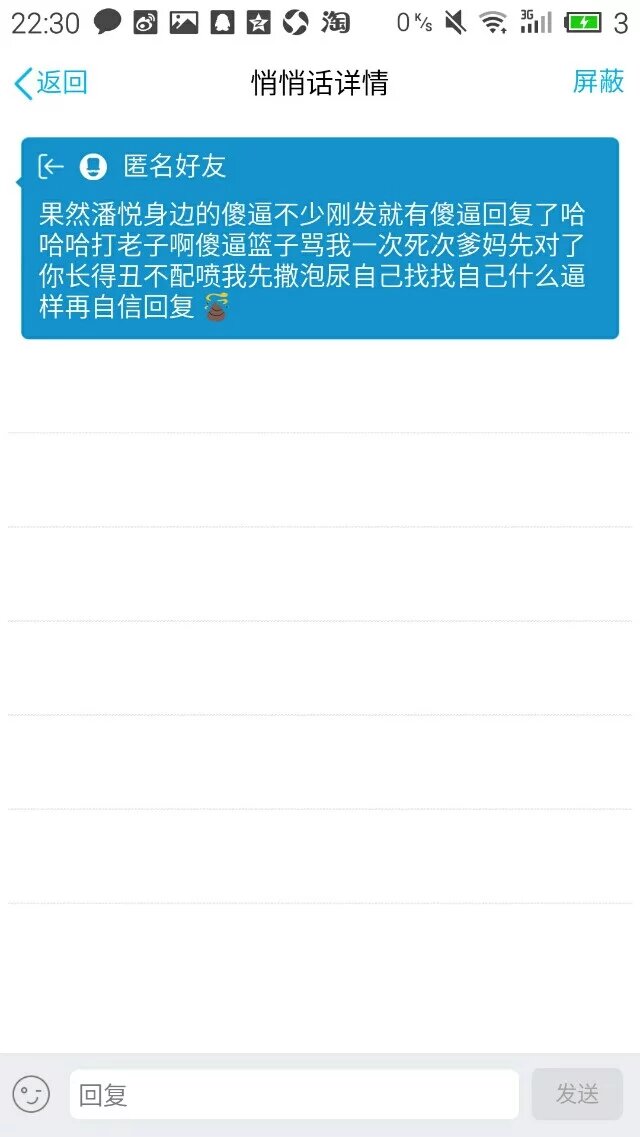 22:30 淘 0 K/s 3G 3
返回 悄悄话详情 屏蔽
匿名好友
果然潘悦身边的傻逼不少刚发就有傻逼回复了哈
哈哈打老子啊傻逼篮子骂我一次死次爹妈先对了
你长得丑不配喷我先撒泡尿自己找找自己什么逼
样再自信回复
回复 发送